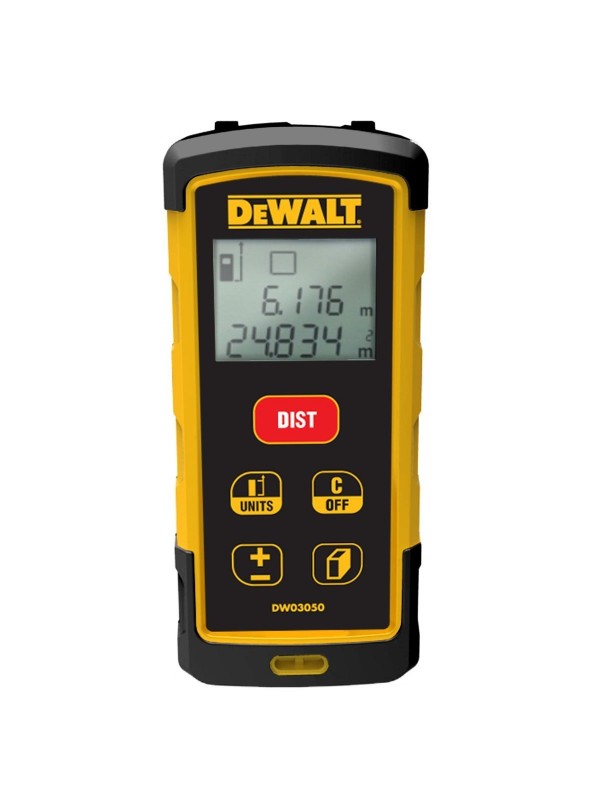 DEWALT
6.176 m
24.834 m²
DIST
UNITS
C
OFF
+
−
DW03050